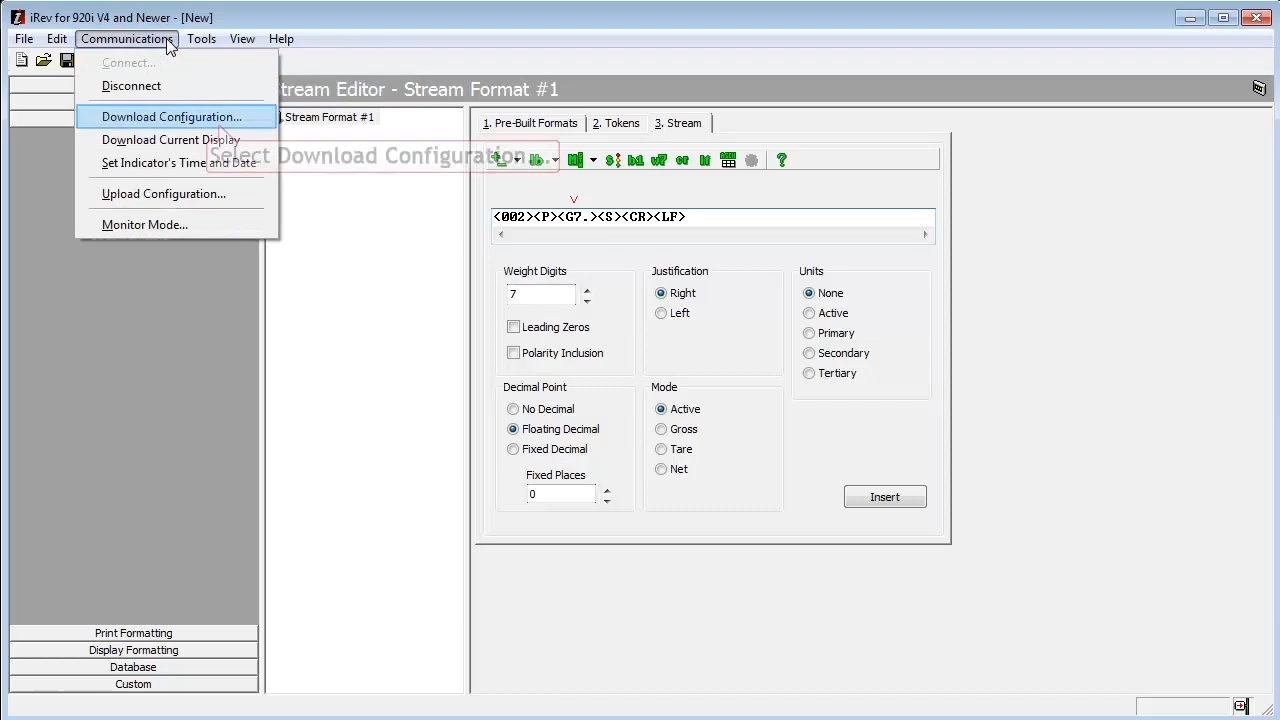 iRev for 920i V4 and Newer - [New]
File Edit Communications Tools View Help
Connect...
Disconnect
Download Configuration...
Download Current Display
Set Indicator's Time and Date
Upload Configuration...
Monitor Mode...
Select Download Configuration...
tream Editor - Stream Format #1
Stream Format #1
1. Pre-Built Formats
2. Tokens
3. Stream
<002><P><G7.><S><CR><LF>
Weight Digits
7
Leading Zeros
Polarity Inclusion
Justification
Right
Left
Units
None
Active
Primary
Secondary
Tertiary
Decimal Point
No Decimal
Floating Decimal
Fixed Decimal
Fixed Places
0
Mode
Active
Gross
Tare
Net
Insert
Print Formatting
Display Formatting
Database
Custom